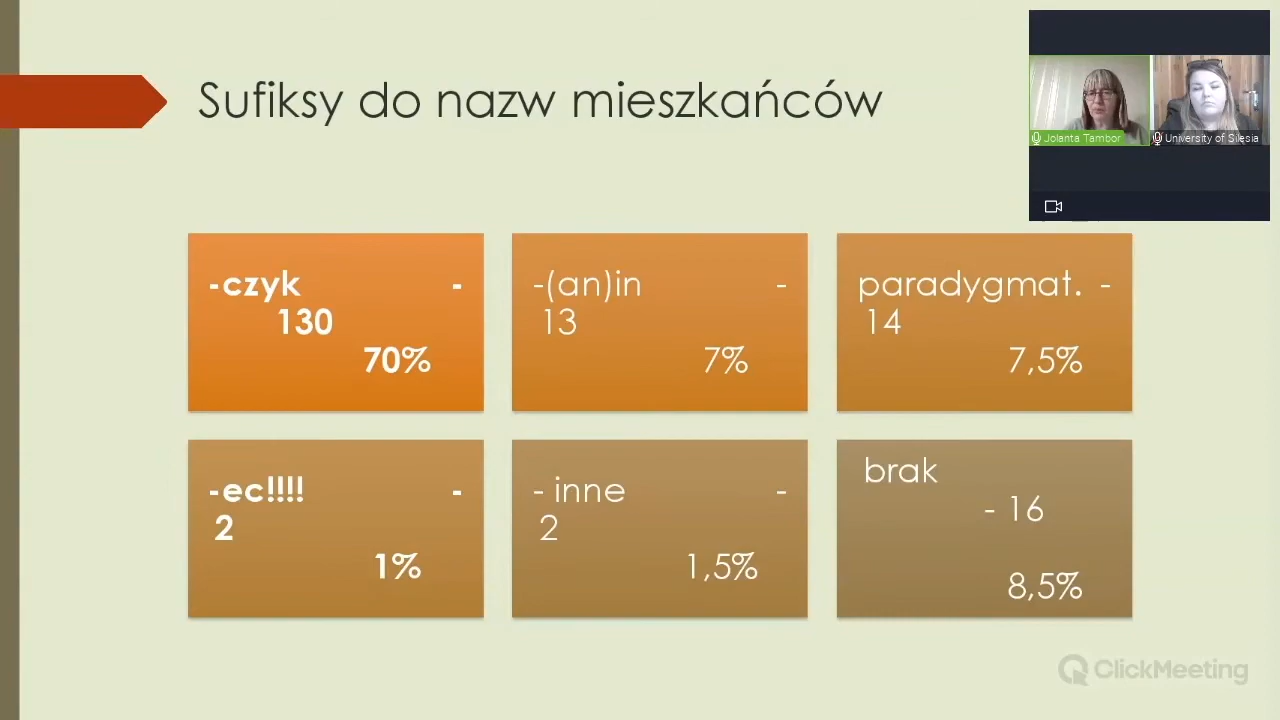 Sufiksy do nazw mieszkańców
Jolanta Tambor
University of Silesia
-czyk -
130
70%
-(an)in -
13
7%
paradygmat. -
14
7,5%
-ec!!!! -
2
1%
- inne -
2
1,5%
brak
- 16
8,5%
ClickMeeting